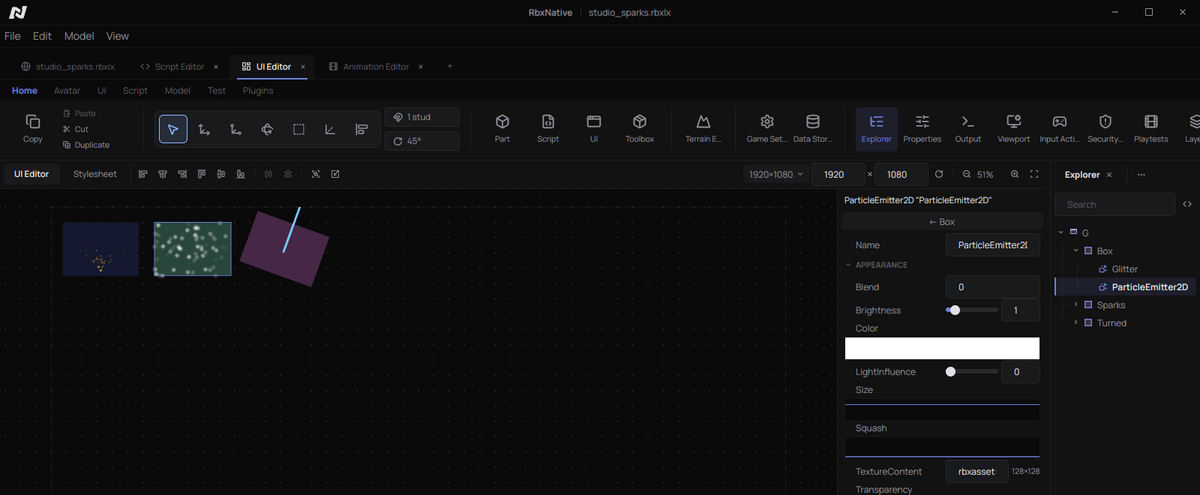 RbxNative studio_sparks.rbxlx
File Edit Model View
studio_sparks.rbxlx Script Editor × UI Editor × Animation Editor × +
Home Avatar UI Script Model Test Plugins
Copy
Paste
Cut
Duplicate
1 stud
45°
Part Script UI Toolbox Terrain E... Game Set... Data Stor... Explorer Properties Output Viewport Input Acti... Security... Playtests Laye
UI Editor Stylesheet 1920×1080 1920 × 1080 51% Explorer × ...
ParticleEmitter2D "ParticleEmitter2D"
← Box
Name ParticleEmitter2
APPEARANCE
Blend 0
Brightness 1
Color
LightInfluence 0
Size
Squash
TextureContent rbxasset 128×128
Transparency
Search
G
Box
Glitter
ParticleEmitter2D
Sparks
Turned